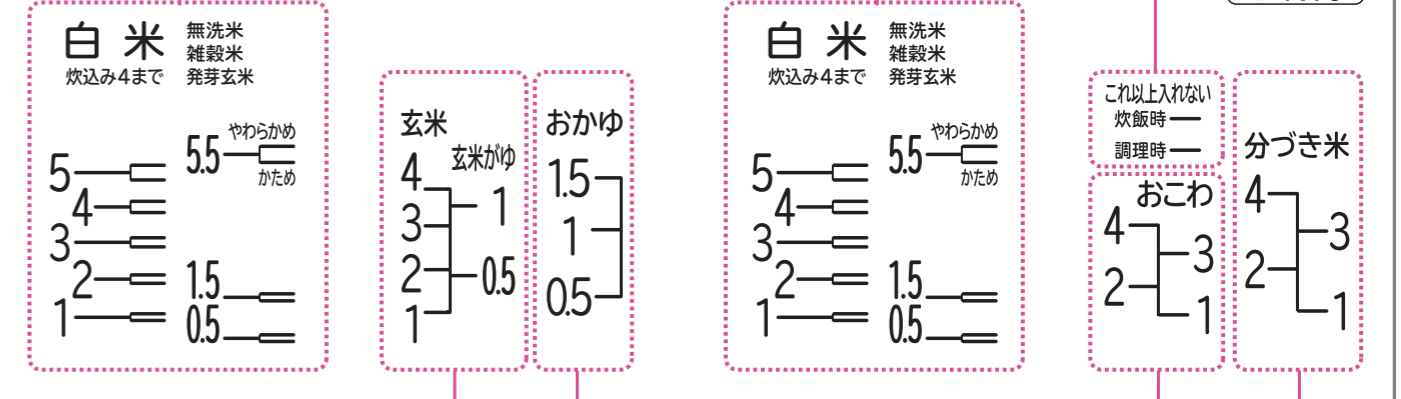 白米
炊込み4まで
無洗米
雑穀米
発芽玄米
5
4
3
2
1
やわらかめ
5.5
かため
1.5
0.5
玄米
4
3
2
1
玄米がゆ
1
0.5
おかゆ
1.5
1
0.5
白米
炊込み4まで
無洗米
雑穀米
発芽玄米
5
4
3
2
1
やわらかめ
5.5
かため
1.5
0.5
これ以上入れない
炊飯時
調理時
おこわ
4
3
2
1
分づき米
4
3
2
1